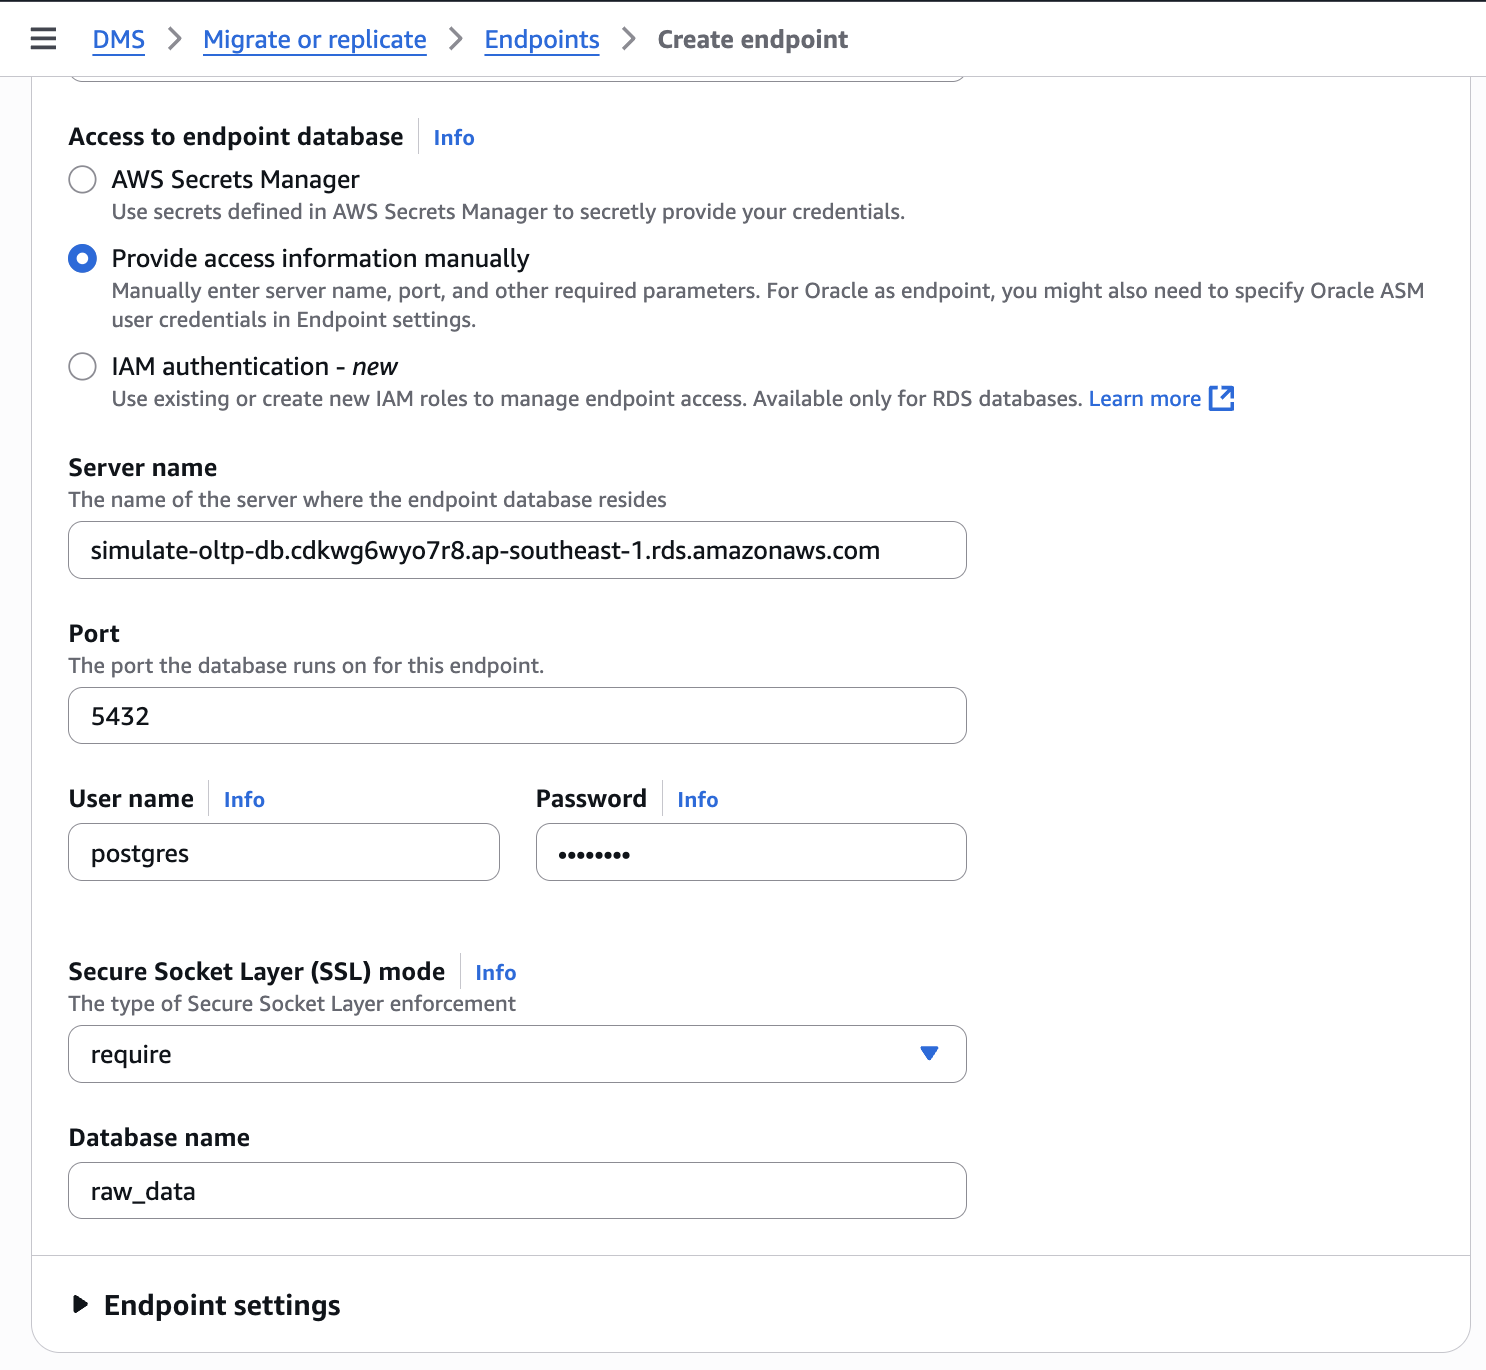 DMS > Migrate or replicate > Endpoints > Create endpoint
Access to endpoint database Info
AWS Secrets Manager
Use secrets defined in AWS Secrets Manager to secretly provide your credentials.
Provide access information manually
Manually enter server name, port, and other required parameters. For Oracle as endpoint, you might also need to specify Oracle ASM
user credentials in Endpoint settings.
IAM authentication - new
Use existing or create new IAM roles to manage endpoint access. Available only for RDS databases. Learn more
Server name
The name of the server where the endpoint database resides
simulate-oltp-db.cdkwg6wyo7r8.ap-southeast-1.rds.amazonaws.com
Port
The port the database runs on for this endpoint.
5432
User name Info Password Info
postgres ••••••••
Secure Socket Layer (SSL) mode Info
The type of Secure Socket Layer enforcement
require
Database name
raw_data
Endpoint settings